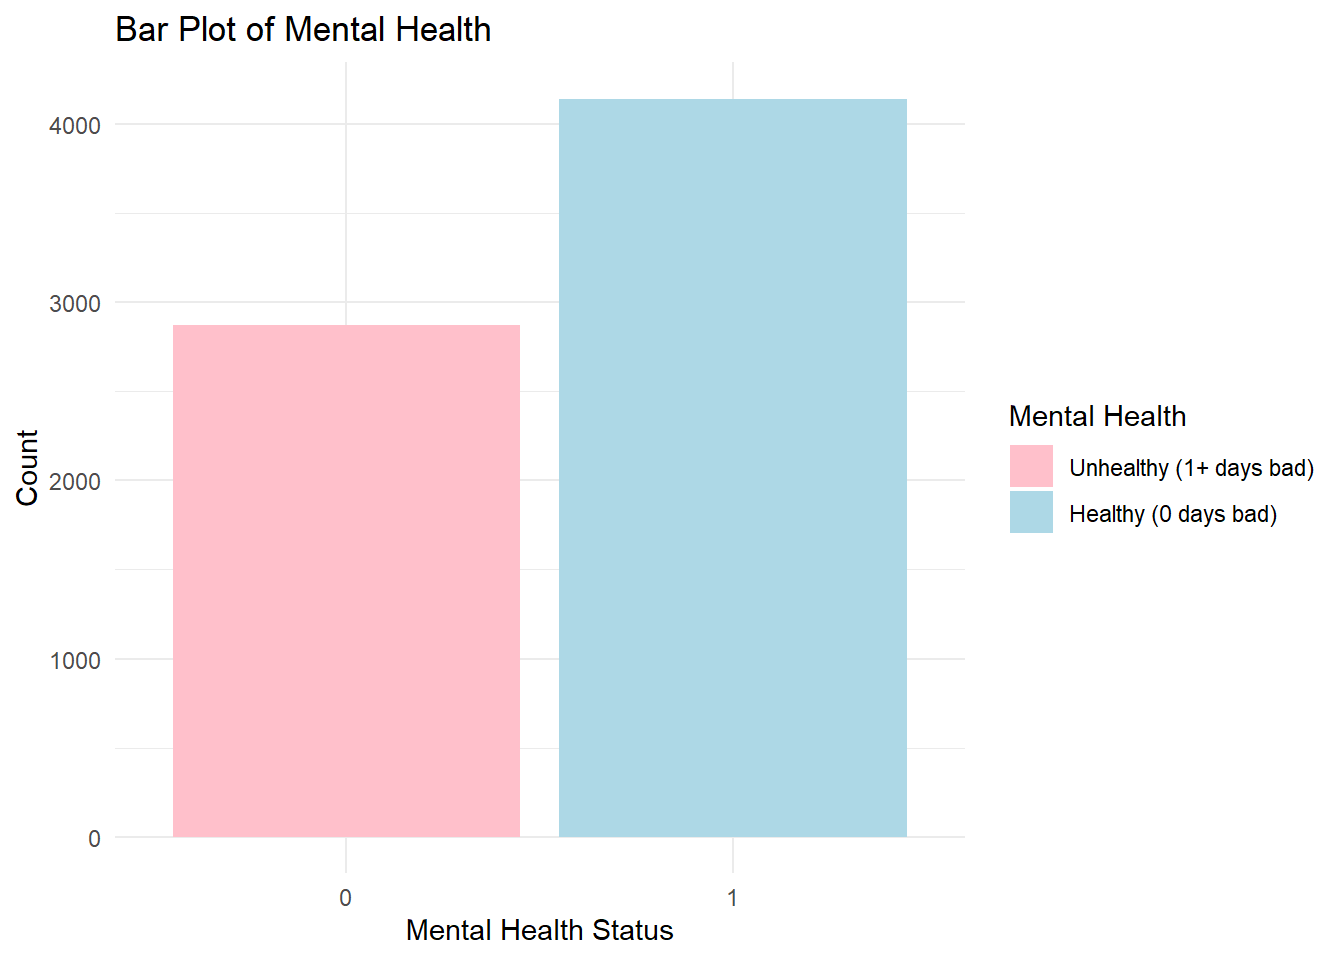 Bar Plot of Mental Health
Count
4000
3000
2000
1000
0
0 1
Mental Health Status
Mental Health
Unhealthy (1+ days bad)
Healthy (0 days bad)